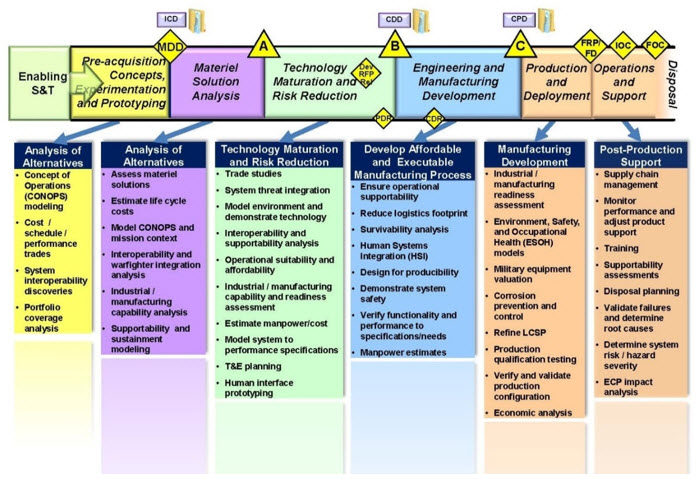 ICD
CDD
CPD
MDD
A
B
C
FRP/
FD
IOC
FOC
Enabling
S&T
Pre-acquisition
Concepts,
Experimentation
and Prototyping
Materiel
Solution
Analysis
Technology
Maturation and
Risk Reduction
Dev
RFP
Rel
Engineering and
Manufacturing
Development
Production
and
Deployment
Operations
and
Support
Disposal
PDR
CDR
Analysis of
Alternatives
• Concept of
Operations (CONOPS)
modeling
• Cost /
schedule /
performance
trades
• System
interoperability
discoveries
• Portfolio
coverage
analysis
Analysis of
Alternatives
• Assess materiel
solutions
• Estimate life cycle
costs
• Model CONOPS and
mission context
• Interoperability and
warfighter integration
analysis
• Industrial /
manufacturing
capability analysis
• Supportability and
sustainment
modeling
Technology Maturation
and Risk Reduction
• Trade studies
• System threat integration
• Model environment and
demonstrate technology
• Interoperability and
supportability analysis
• Operational suitability and
affordability
• Industrial / manufacturing
capability and readiness
assessment
• Estimate manpower/cost
• Model system to
performance specifications
• T&E planning
• Human interface
prototyping
Develop Affordable
and Executable
Manufacturing Process
• Ensure operational
supportability
• Reduce logistics footprint
• Survivability analysis
• Human Systems
Integration (HSI)
• Design for producibility
• Demonstrate system
safety
• Verify functionality and
performance to
specifications/needs
• Manpower estimates
Manufacturing
Development
• Industrial /
manufacturing
readiness
assessment
• Environment, Safety,
and Occupational
Health (ESOH)
models
• Military equipment
valuation
• Corrosion
prevention and
control
• Refine LCSP
• Production
qualification testing
• Verify and validate
production
configuration
• Economic analysis
Post-Production
Support
• Supply chain
management
• Monitor
performance and
adjust product
support
• Training
• Supportability
assessments
• Disposal planning
• Validate failures and
determine root
causes
• Determine system
risk / hazard
severity
• ECP impact
analysis